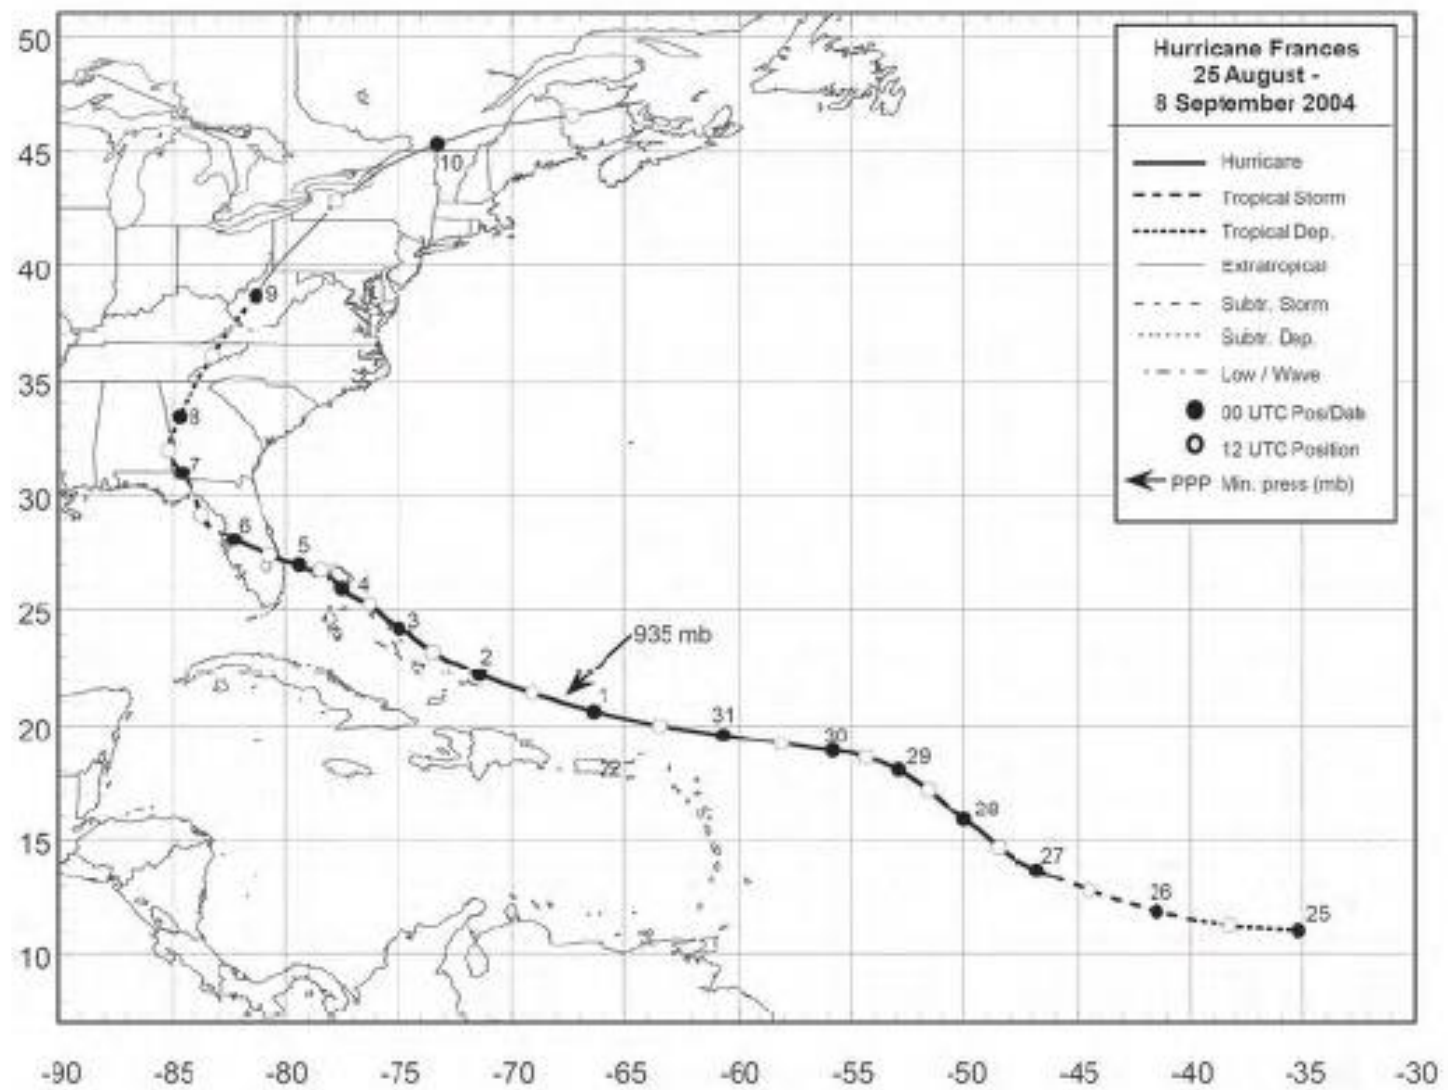 Hurricane Frances
25 August -
8 September 2004
Hurricane
Tropical Storm
Tropical Dep.
Extratropical
Subtr. Storm
Subtr. Dep.
Low / Wave
00 UTC Pos/Date
12 UTC Position
PPP Min. press (mb)
50
45
40
35
30
25
20
15
10
10
9
8
7
6
5
4
3
2
935 mb
1
31
30
29
28
27
26
25
-90 -85 -80 -75 -70 -65 -60 -55 -50 -45 -40 -35 -30